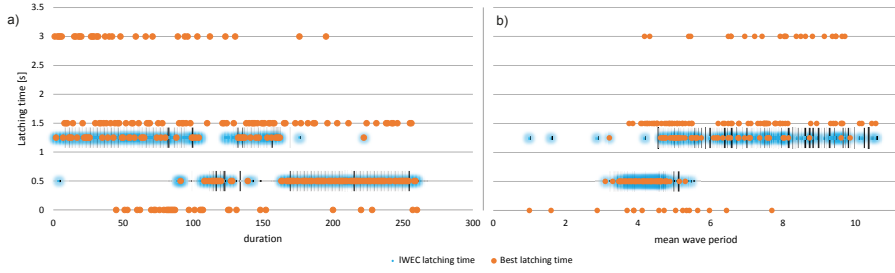 a)
b)
3.5
3
2.5
2
1.5
1
0.5
0
Latching time [s]
0 50 100 150 200 250 300
duration
0 2 4 6 8 10
mean wave period
IWEC latching time Best latching time